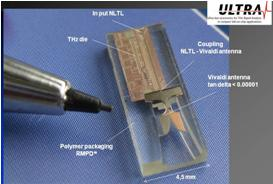 In put NLTL
ULTRA
THz die
Coupling
NLTL - Vivaldi antenna
Vivaldi antenna
tan delta < 0.00001
Polymer packaging
RMPD®
4,5 mm